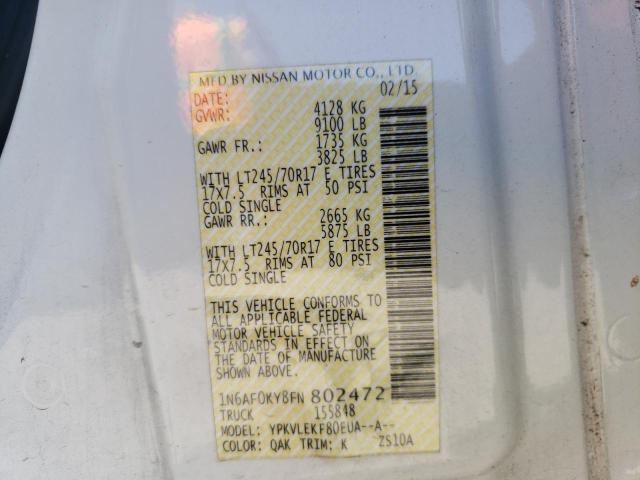 MFD BY NISSAN MOTOR CO., LTD.
DATE: 02/15
GVWR: 4128 KG
9100 LB
GAWR FR.: 1735 KG
3825 LB
WITH LT245/70R17 E TIRES
17X7.5 RIMS AT 50 PSI
COLD SINGLE
GAWR RR.: 2665 KG
5875 LB
WITH LT245/70R17 E TIRES
17X7.5 RIMS AT 80 PSI
COLD SINGLE
THIS VEHICLE CONFORMS TO
ALL APPLICABLE FEDERAL
MOTOR VEHICLE SAFETY
STANDARDS IN EFFECT ON
THE DATE OF MANUFACTURE
SHOWN ABOVE.
1N6AF0KY8FN 802472
TRUCK 155848
MODEL: YPKVLEKF80EUA--A--
COLOR: QAK TRIM: K ZS10A